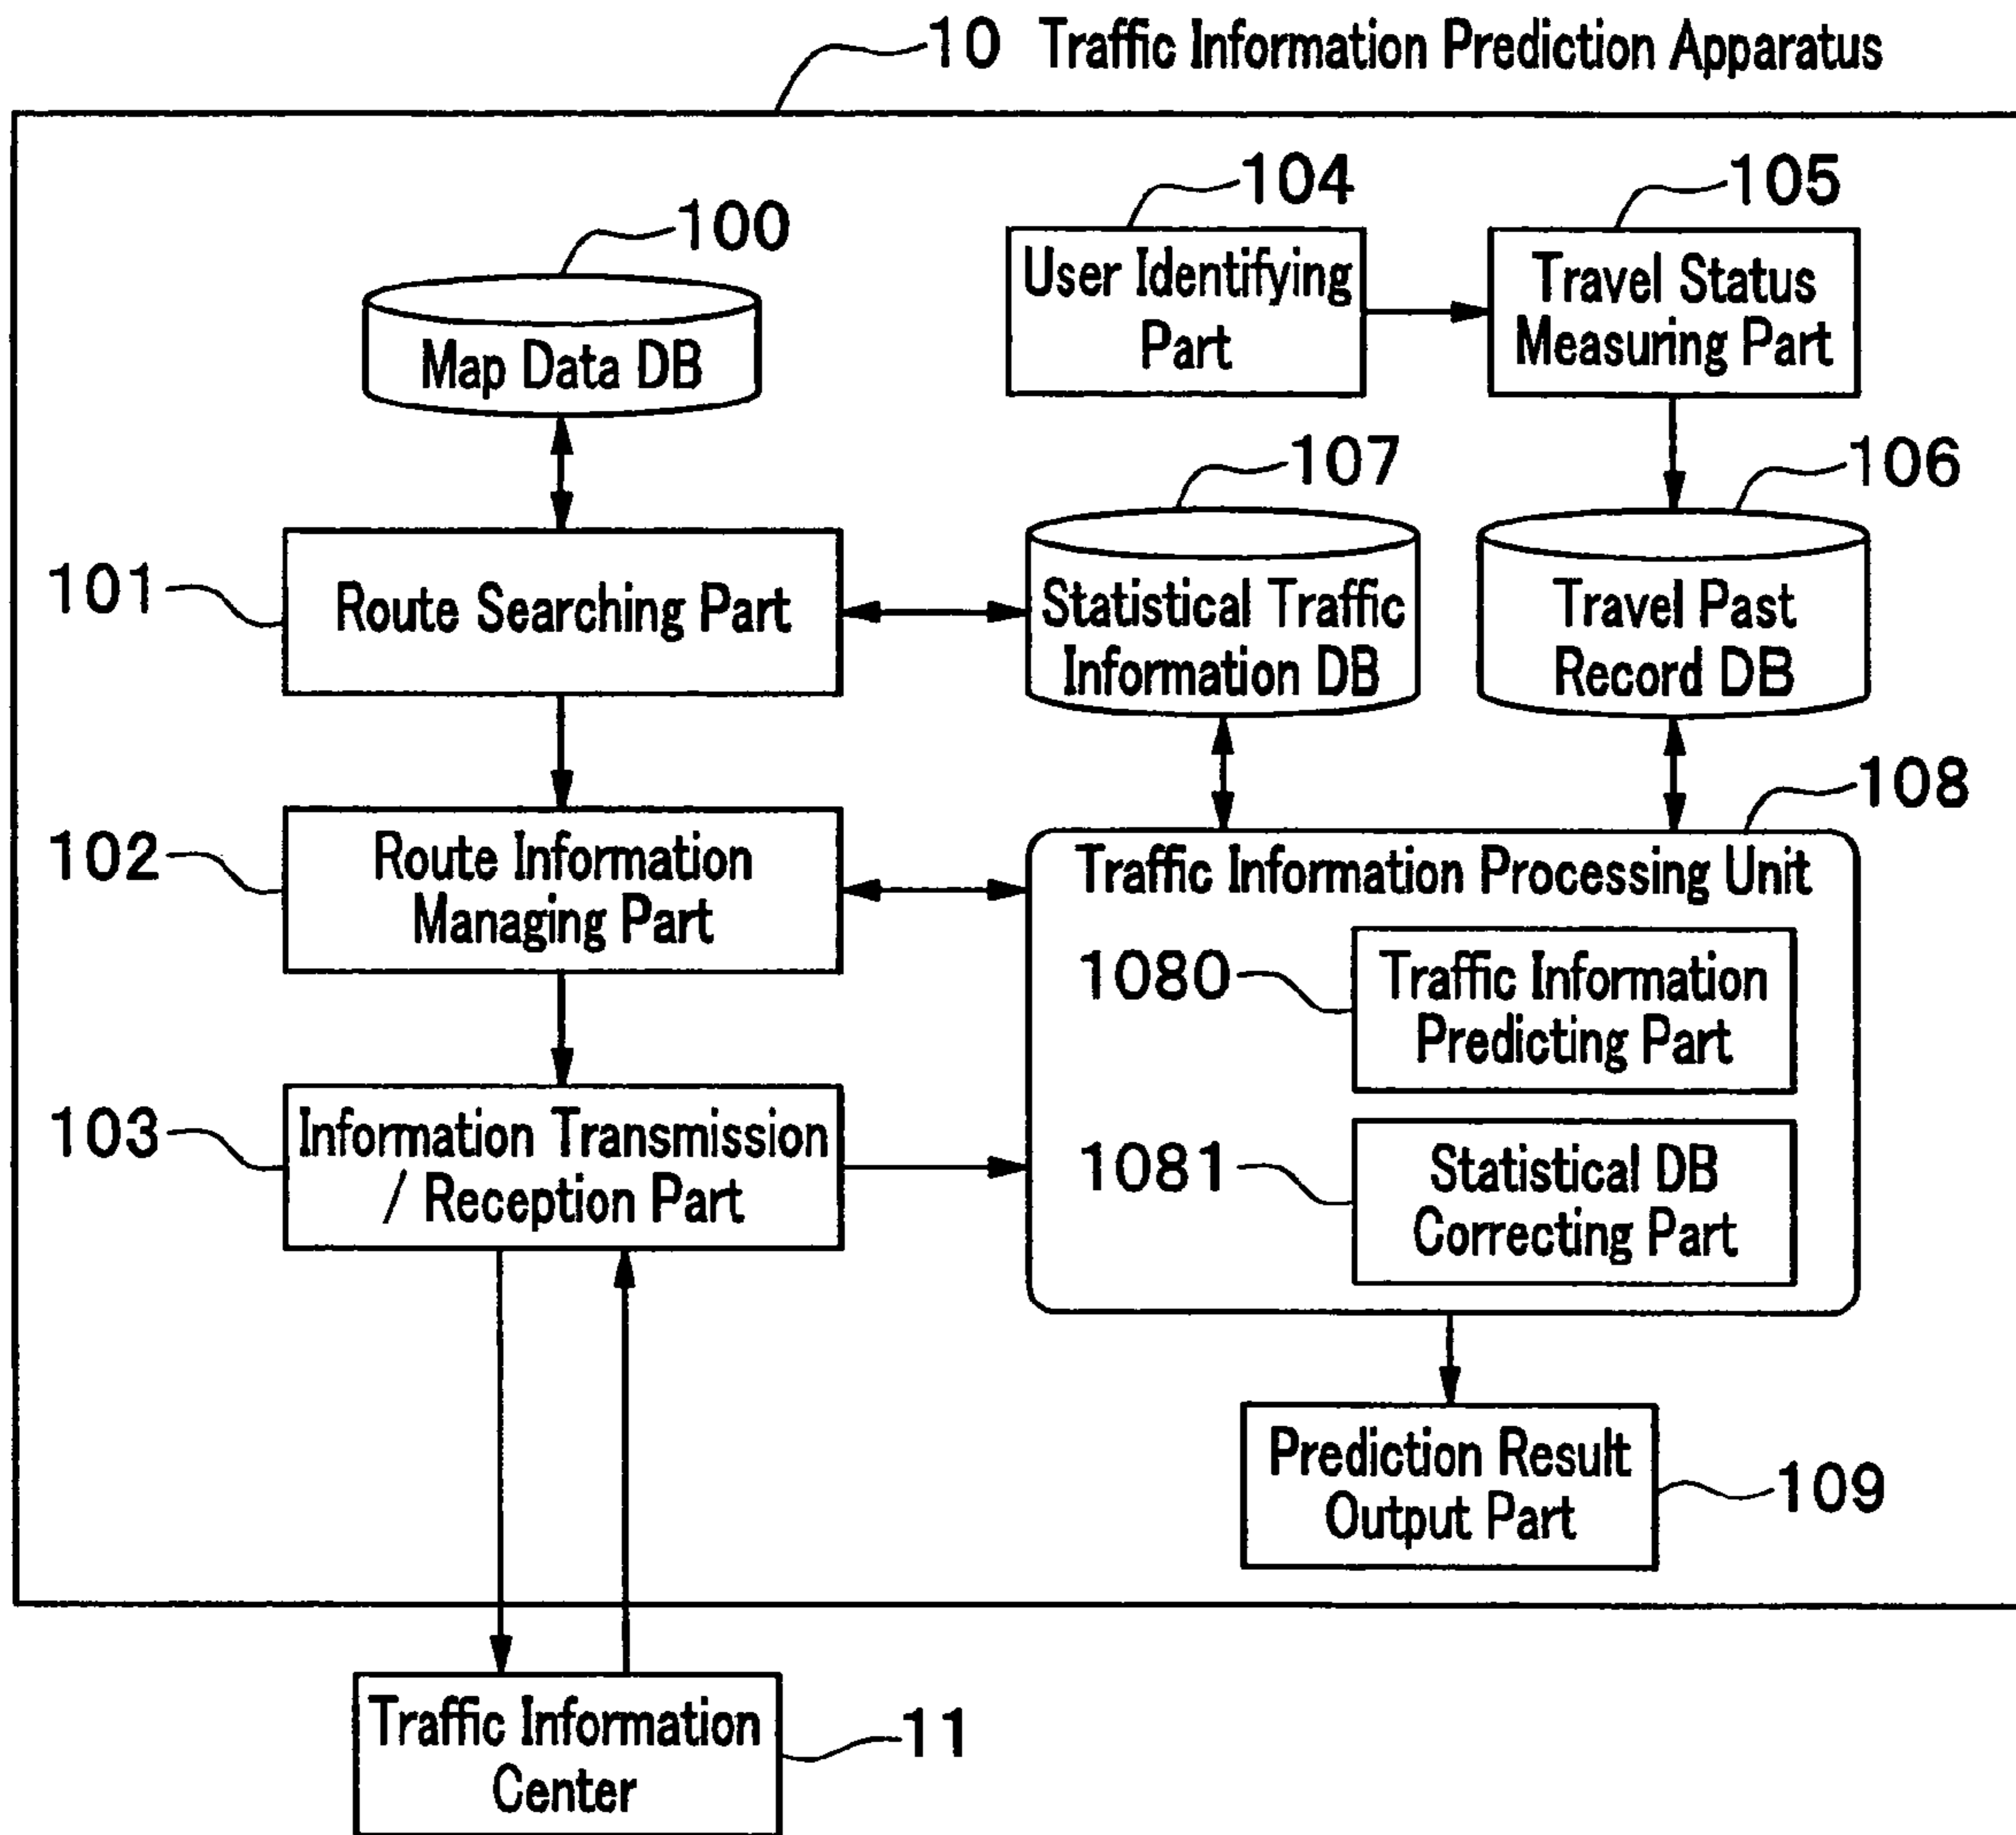 10 Traffic Information Prediction Apparatus
100
Map Data DB
104
User Identifying
Part
105
Travel Status
Measuring Part
101
Route Searching Part
107
Statistical Traffic
Information DB
106
Travel Past
Record DB
102
Route Information
Managing Part
108
Traffic Information Processing Unit
1080
Traffic Information
Predicting Part
1081
Statistical DB
Correcting Part
103
Information Transmission
/ Reception Part
Prediction Result
Output Part
109
Traffic Information
Center
11